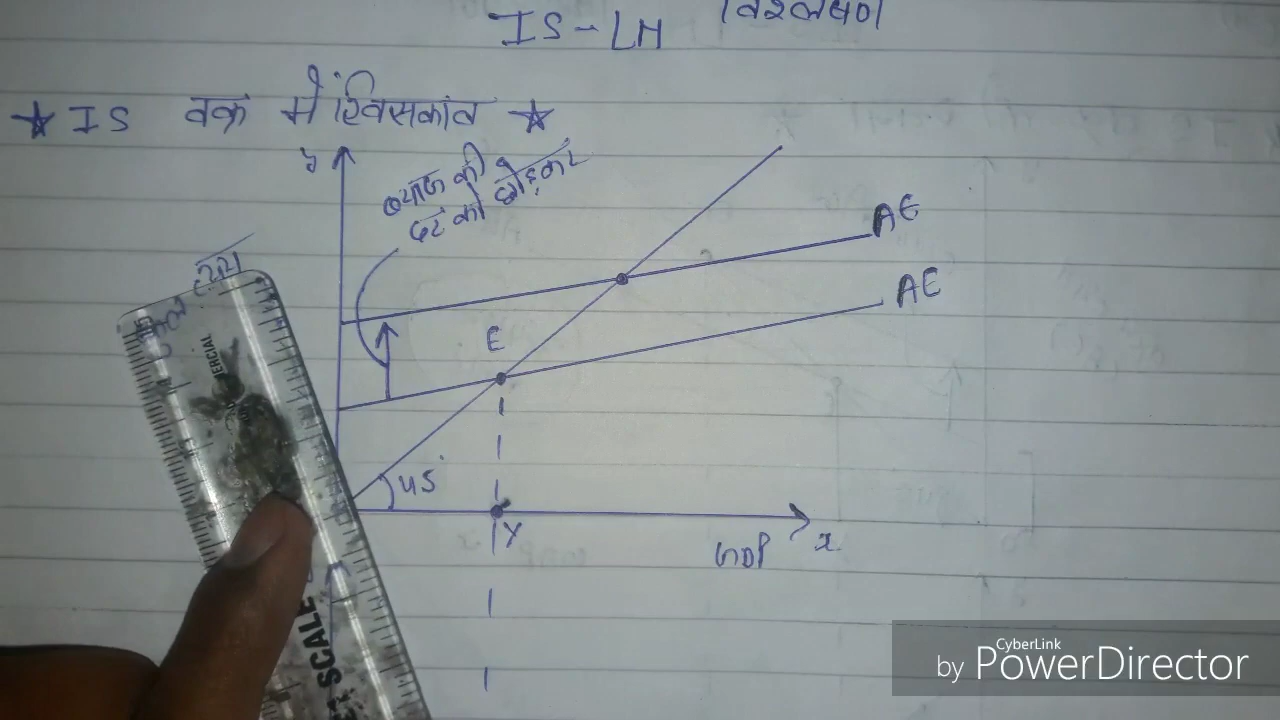 IS-LM विश्लेषण
★ IS वक्र में खिसकाव ★
y
ब्याज की
दर को छोड़कर
AE
AE
E
45°
Y
GDP x
SCALE
CyberLink
by PowerDirector